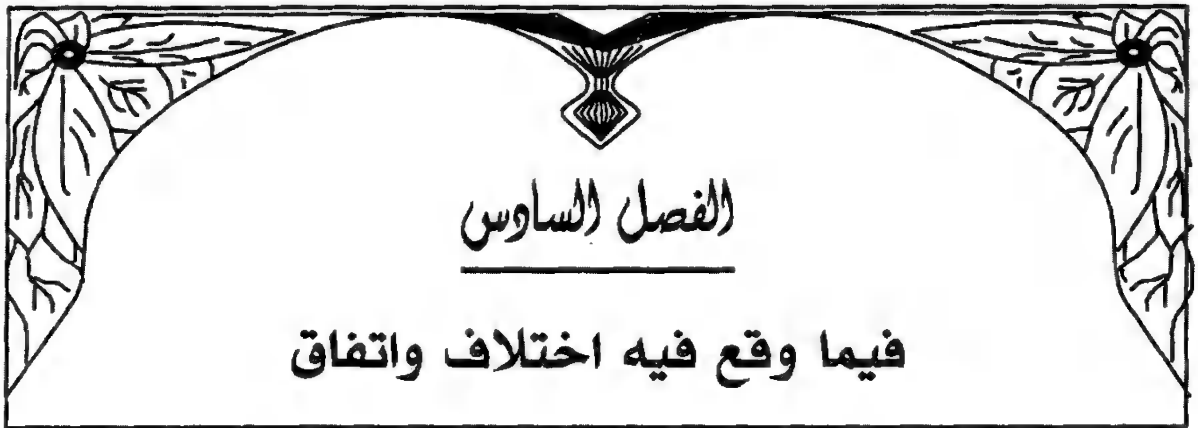 الفصل السادس
فيما وقع فيه اختلاف واتفاق